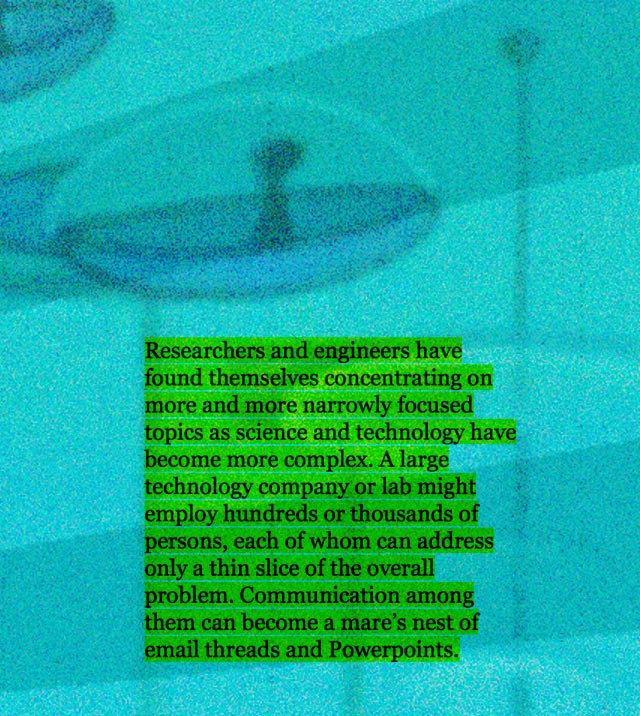 Researchers and engineers have
found themselves concentrating on
more and more narrowly focused
topics as science and technology have
become more complex. A large
technology company or lab might
employ hundreds or thousands of
persons, each of whom can address
only a thin slice of the overall
problem. Communication among
them can become a mare’s nest of
email threads and Powerpoints.